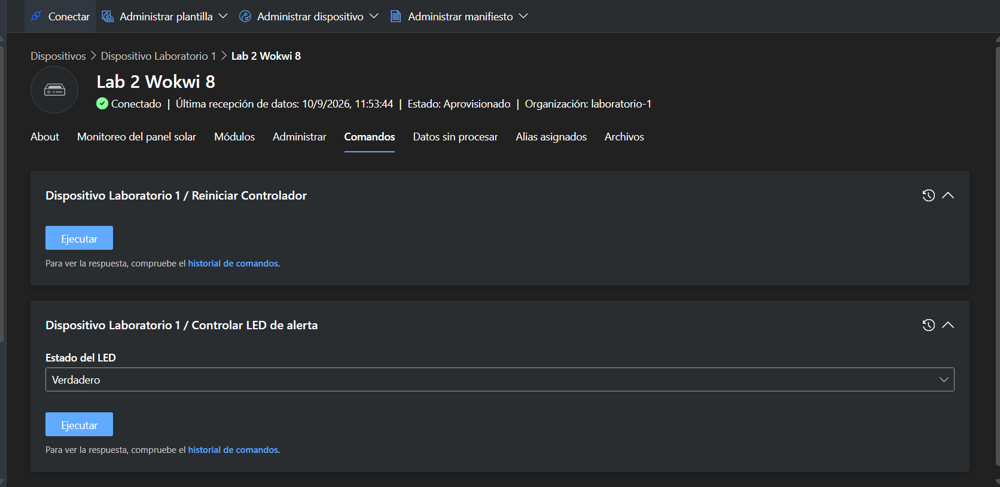 Conectar Administrar plantilla Administrar dispositivo Administrar manifiesto
Dispositivos > Dispositivo Laboratorio 1 > Lab 2 Wokwi 8
Lab 2 Wokwi 8
Conectado | Última recepción de datos: 10/9/2026, 11:53:44 | Estado: Aprovisionado | Organización: laboratorio-1
About Monitoreo del panel solar Módulos Administrar Comandos Datos sin procesar Alias asignados Archivos
Dispositivo Laboratorio 1 / Reiniciar Controlador
Ejecutar
Para ver la respuesta, compruebe el historial de comandos.
Dispositivo Laboratorio 1 / Controlar LED de alerta
Estado del LED
Verdadero
Ejecutar
Para ver la respuesta, compruebe el historial de comandos.